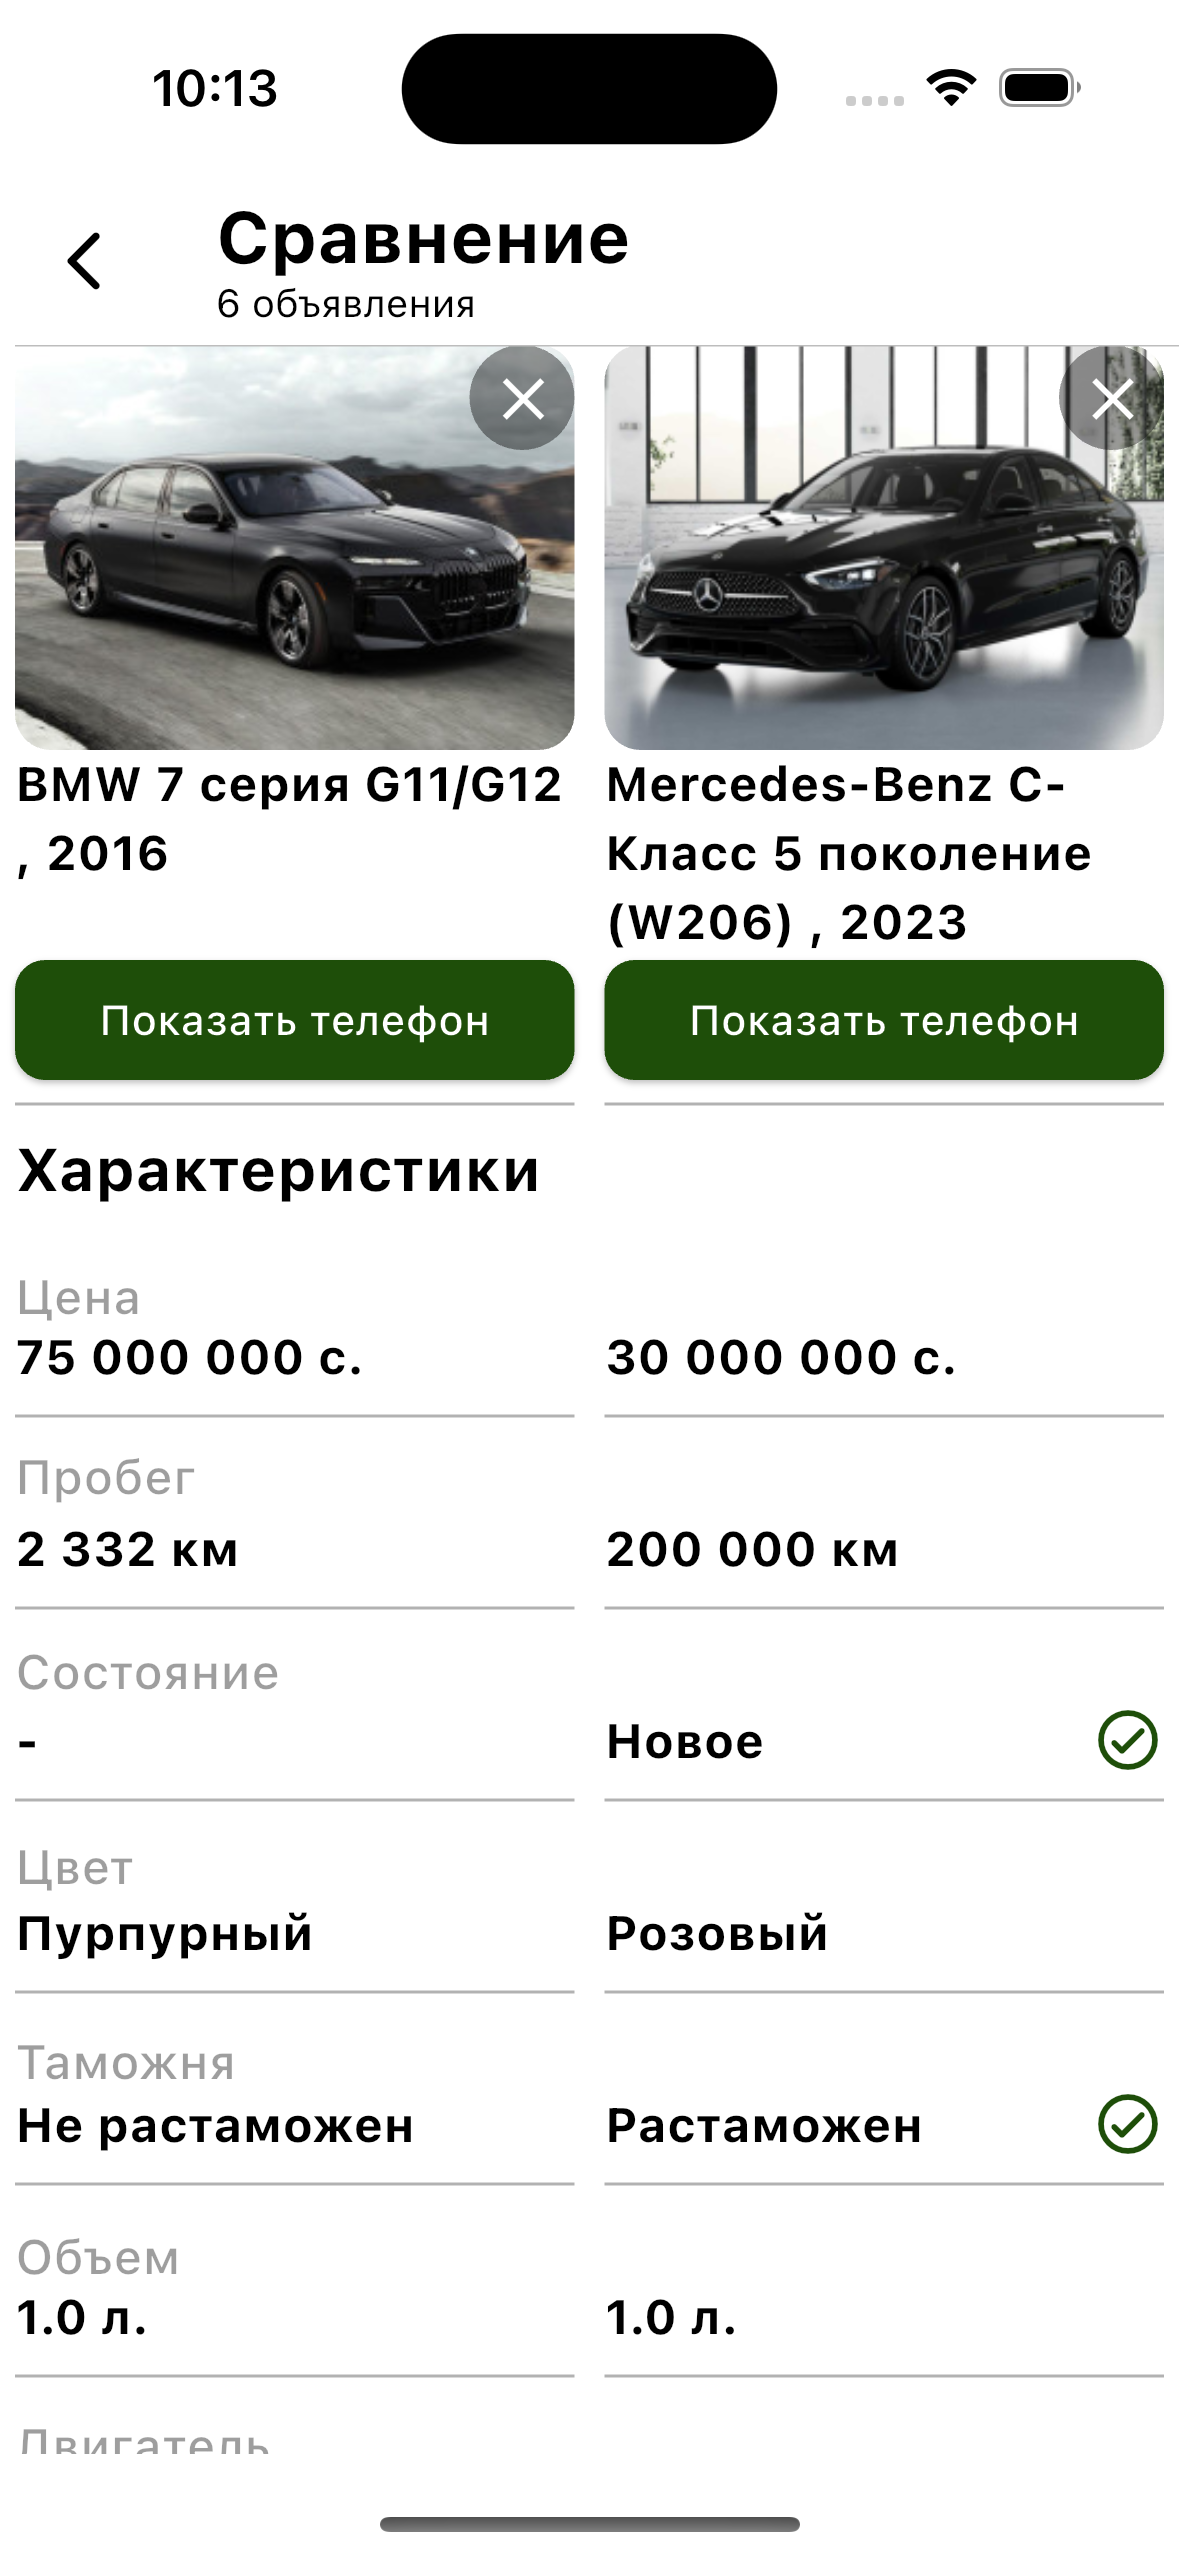 10:13
Сравнение
6 объявления
BMW 7 серия G11/G12
, 2016
Mercedes-Benz C-
Класс 5 поколение
(W206) , 2023
Показать телефон
Показать телефон
Характеристики
Цена
75 000 000 с.
30 000 000 с.
Пробег
2 332 км
200 000 км
Состояние
-
Новое
Цвет
Пурпурный
Розовый
Таможня
Не растаможен
Растаможен
Объем
1.0 л.
1.0 л.
Двигатель